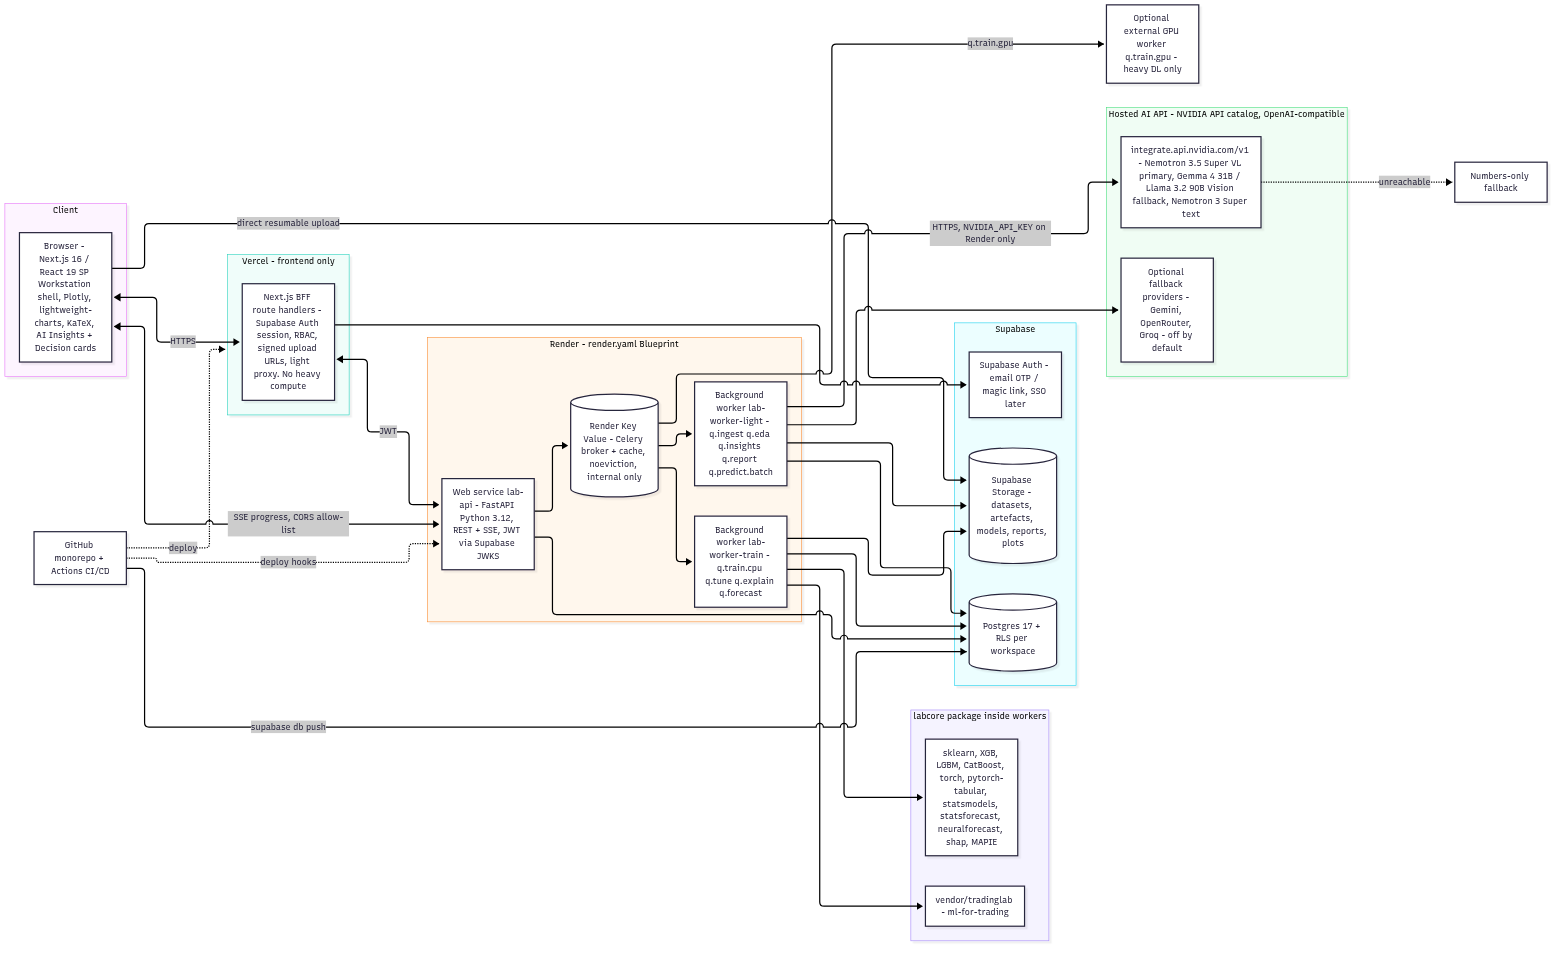 Optional
external GPU
worker
q.train.gpu -
heavy DL only
q.train.gpu
Hosted AI API - NVIDIA API catalog, OpenAI-compatible
integrate.api.nvidia.com/v1
- Nemotron 3.5 Super VL
primary, Gemma 4 31B /
Llama 3.2 90B Vision
fallback, Nemotron 3 Super
text
unreachable
Numbers-only
fallback
Optional
fallback
providers -
Gemini,
OpenRouter,
Groq - off by
default
Client
Browser -
Next.js 16 /
React 19 SP
Workstation
shell, Plotly,
lightweight-
charts, KaTeX,
AI Insights +
Decision cards
direct resumable upload
HTTPS, NVIDIA_API_KEY on
Render only
Vercel - frontend only
Next.js BFF
route handlers -
Supabase Auth
session, RBAC,
signed upload
URLs, light
proxy. No heavy
compute
HTTPS
JWT
Render - render.yaml Blueprint
Render Key
Value - Celery
broker + cache,
noeviction,
internal only
Background
worker lab-
worker-light -
q.ingest q.eda
q.insights
q.report
q.predict.batch
Web service lab-
api - FastAPI
Python 3.12,
REST + SSE, JWT
via Supabase
JWKS
Background
worker lab-
worker-train -
q.train.cpu
q.tune q.explain
q.forecast
Supabase
Supabase Auth -
email OTP /
magic link, SSO
later
Supabase
Storage -
datasets,
artefacts,
models, reports,
plots
Postgres 17 +
RLS per
workspace
SSE progress, CORS allow-
list
GitHub
monorepo +
Actions CI/CD
deploy
deploy hooks
supabase db push
labcore package inside workers
sklearn, XGB,
LGBM, CatBoost,
torch, pytorch-
tabular,
statsmodels,
statsforecast,
neuralforecast,
shap, MAPIE
vendor/tradinglab
- ml-for-trading